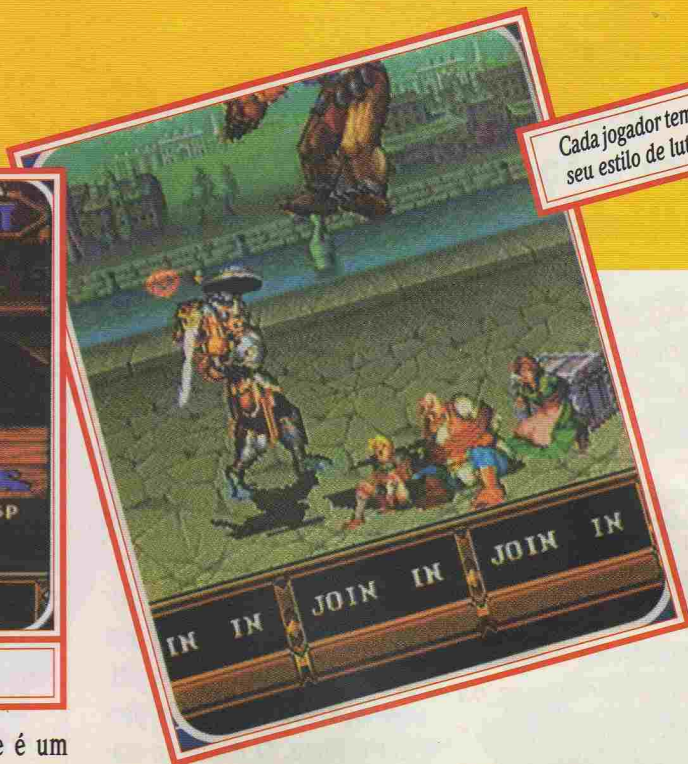 Cada jogador tem
seu estilo de lut
T
SP
IN IN JOIN IN JOIN IN
e é um